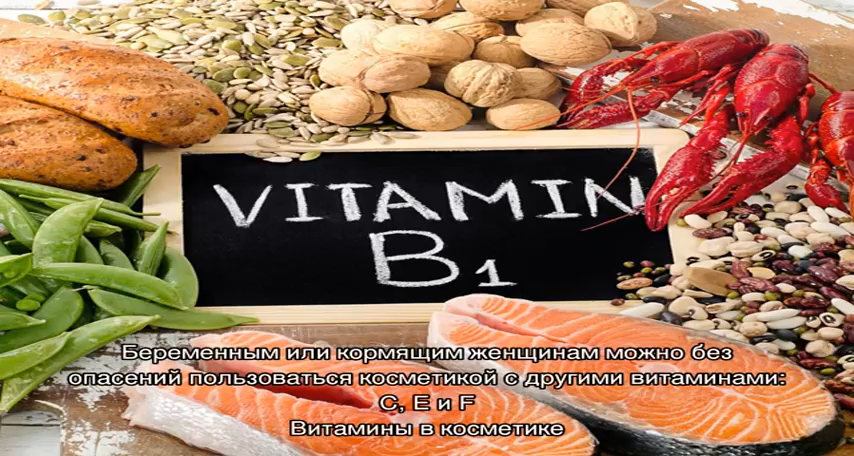 VITAMIN
B1
Беременным или кормящим женщинам можно без
опасений пользоваться косметикой с другими витаминами:
С, Е и F
Витамины в косметике